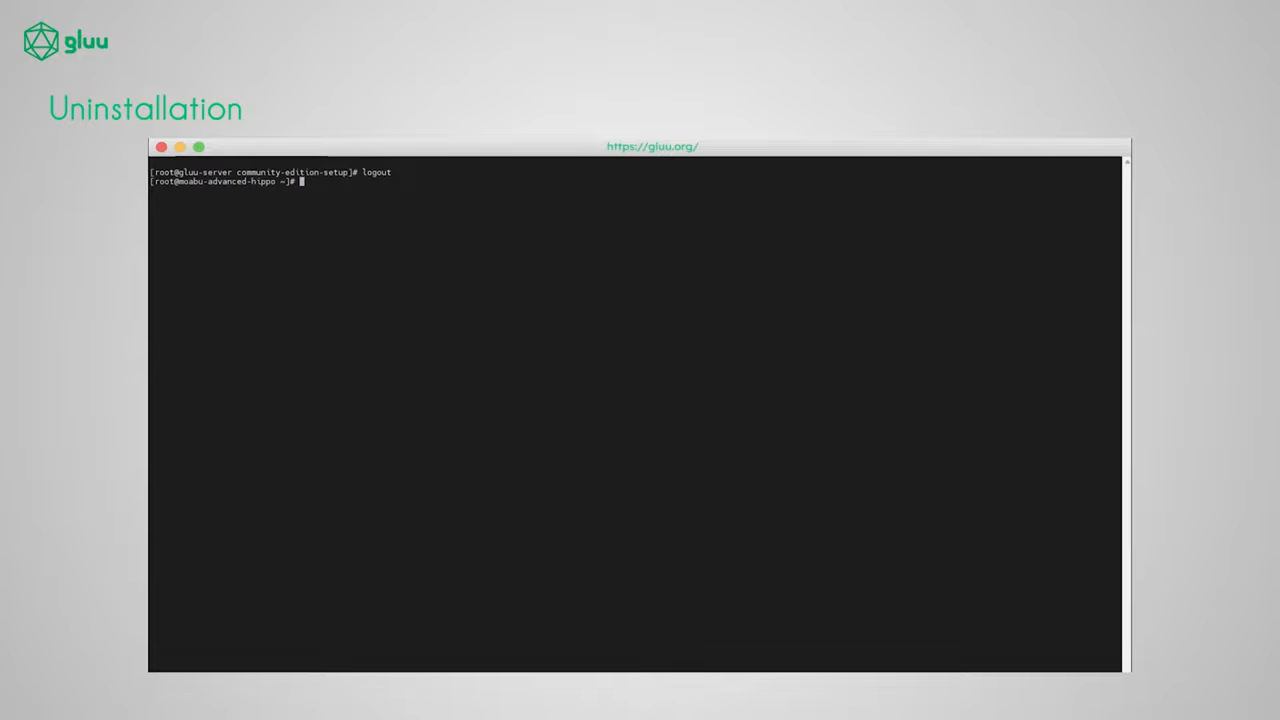 gluu
Uninstallation
https://gluu.org/
[root@gluu-server community-edition-setup]# logout
[root@moabu-advanced-hippo ~]#